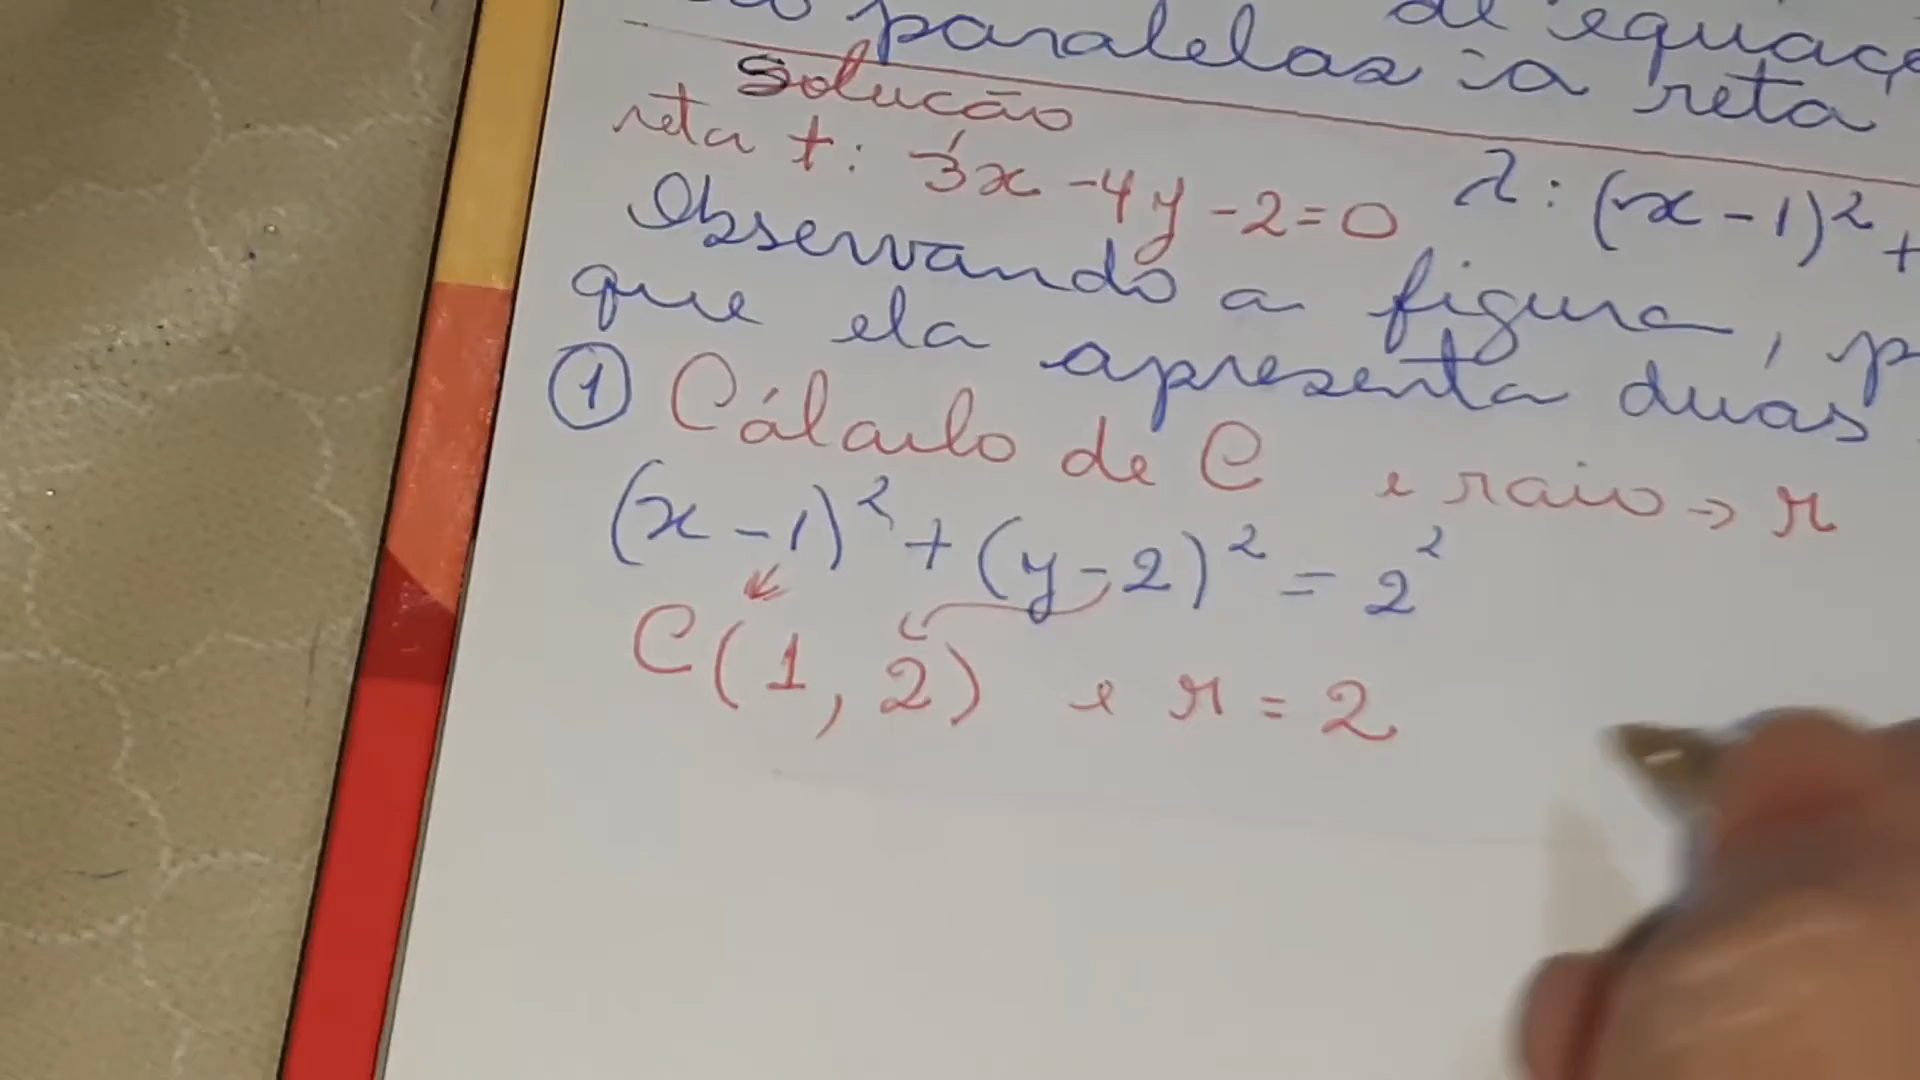 de equaç
paralelas à reta
Solução
reta t: 3x - 4y - 2 = 0 λ: (x - 1)² +
Observando a figura, p
que ela apresenta duas
① Cálculo de C e raio → r
(x - 1)² + (y - 2)² = 2²
C(1, 2) e r = 2